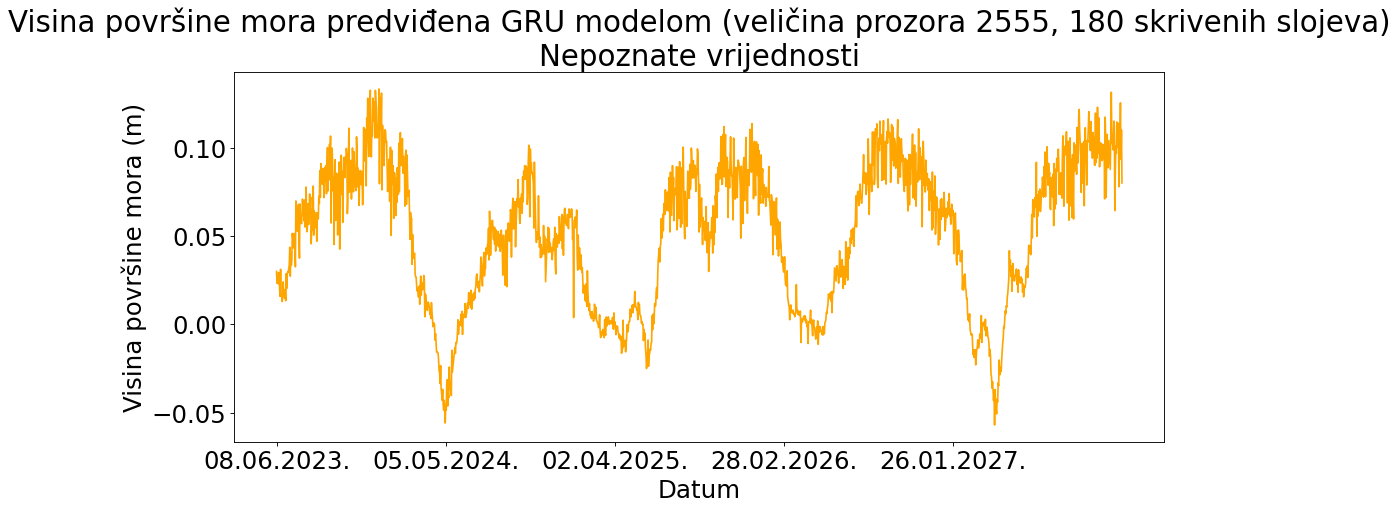 Visina površine mora predviđena GRU modelom (veličina prozora 2555, 180 skrivenih slojeva)
Nepoznate vrijednosti
Visina površine mora (m)
0.10
0.05
0.00
−0.05
08.06.2023. 05.05.2024. 02.04.2025. 28.02.2026. 26.01.2027.
Datum